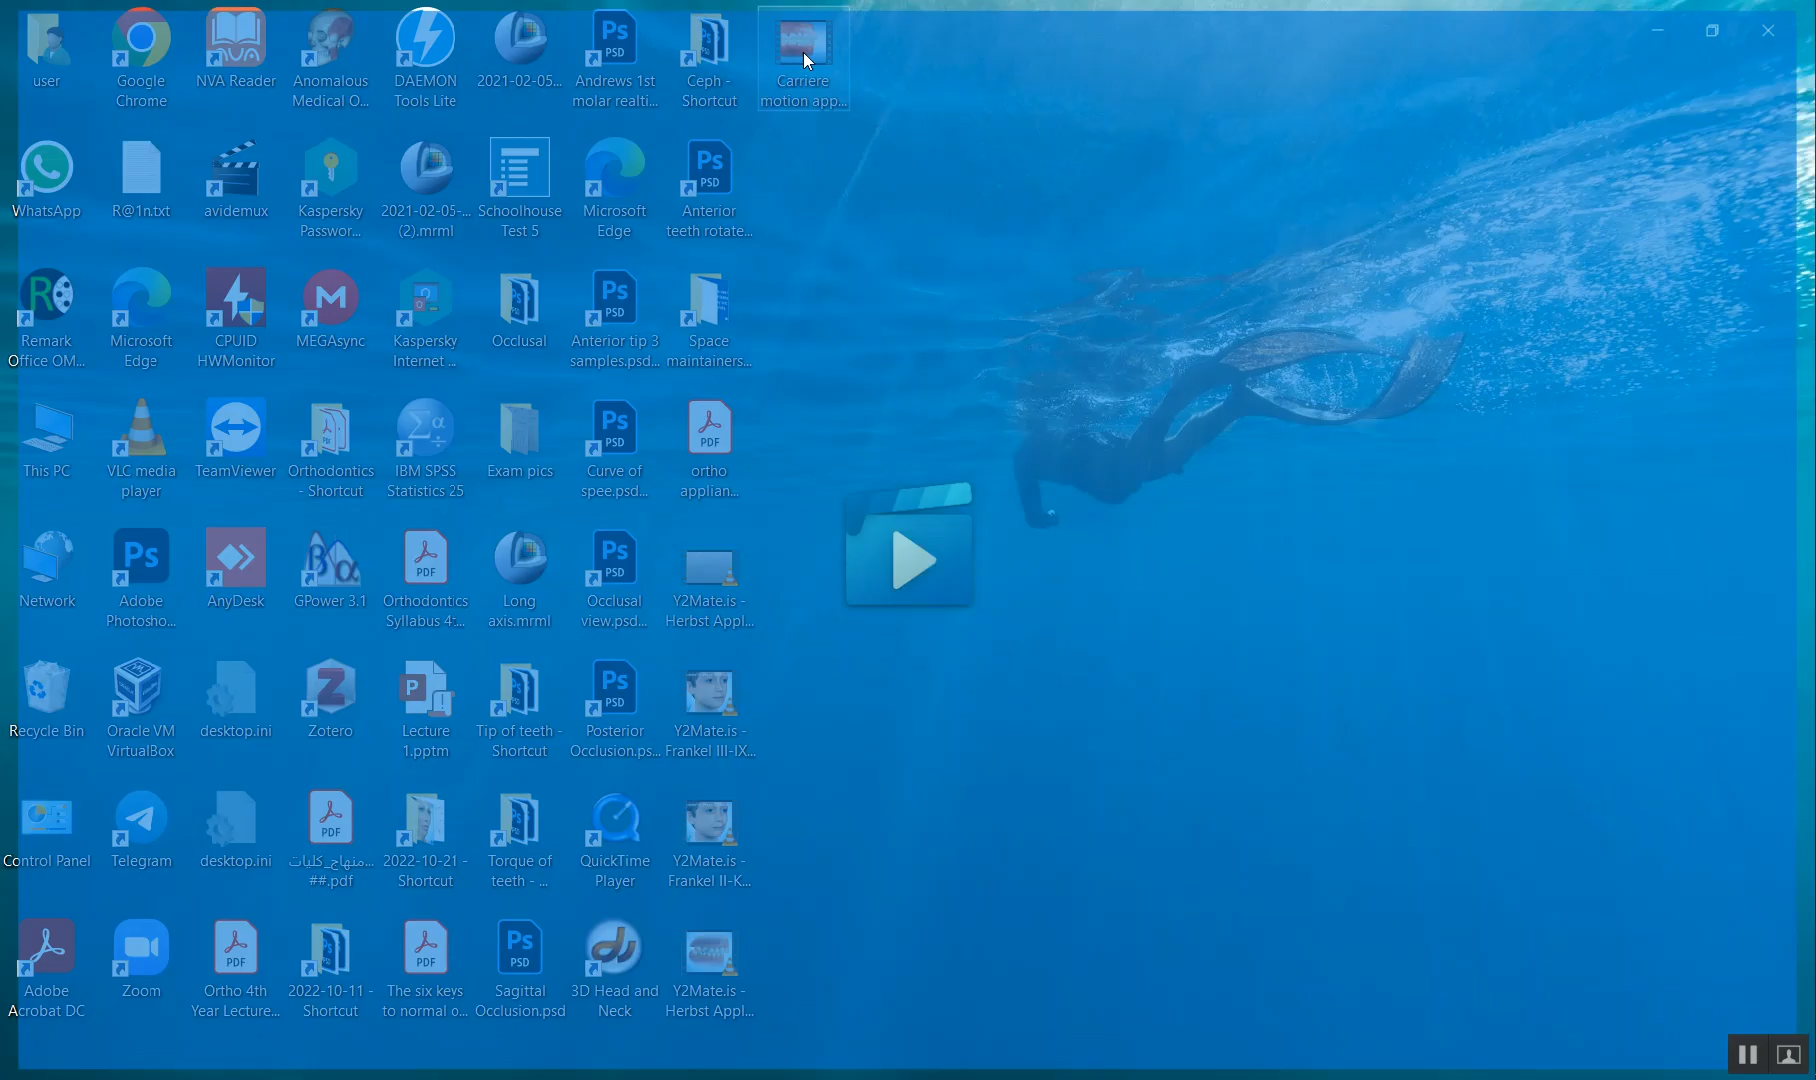 user
Google
Chrome
NVA Reader
Anomalous
Medical O...
DAEMON
Tools Lite
2021-02-05...
Andrews 1st
molar realti...
Ceph -
Shortcut
Carriere
motion app...
WhatsApp
R@1n.txt
avidemux
Kaspersky
Passwor...
2021-02-05-...
(2).mrml
Schoolhouse
Test 5
Microsoft
Edge
Anterior
teeth rotate...
Remark
Office OM...
Microsoft
Edge
CPUID
HWMonitor
MEGAsync
Kaspersky
Internet ...
Occlusal
Anterior tip 3
samples.psd...
Space
maintainers...
This PC
VLC media
player
TeamViewer
Orthodontics
- Shortcut
IBM SPSS
Statistics 25
Exam pics
Curve of
spee.psd...
ortho
applian...
Network
Adobe
Photosho...
AnyDesk
GPower 3.1
Orthodontics
Syllabus 4t...
Long
axis.mrml
Occlusal
view.psd...
Y2Mate.is -
Herbst Appl...
Recycle Bin
Oracle VM
VirtualBox
desktop.ini
Zotero
Lecture
1.pptm
Tip of teeth -
Shortcut
Posterior
Occlusion.ps...
Y2Mate.is -
Frankel III-IX...
Control Panel
Telegram
desktop.ini
منهاج_كليات...
##.pdf
2022-10-21 -
Shortcut
Torque of
teeth - ...
QuickTime
Player
Y2Mate.is -
Frankel II-K...
Adobe
Acrobat DC
Zoom
Ortho 4th
Year Lecture...
2022-10-11 -
Shortcut
The six keys
to normal o...
Sagittal
Occlusion.psd
3D Head and
Neck
Y2Mate.is -
Herbst Appl...